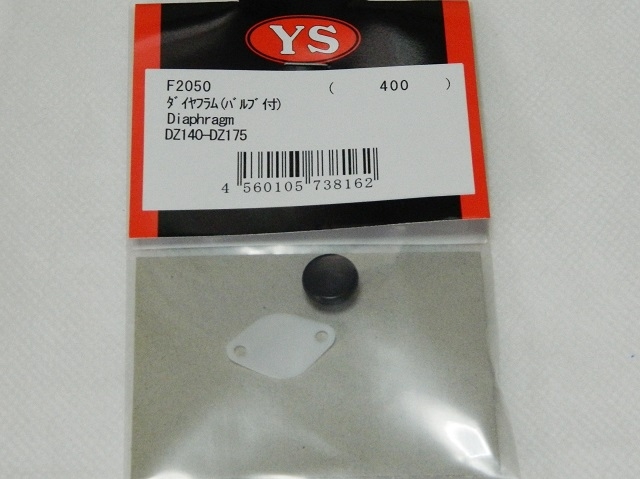 YS
F2050 ( 400 )
ﾀﾞｲﾔﾌﾗﾑ(ﾊﾞﾙﾌﾞ付)
Diaphragm
DZ140-DZ175
4 560105 738162